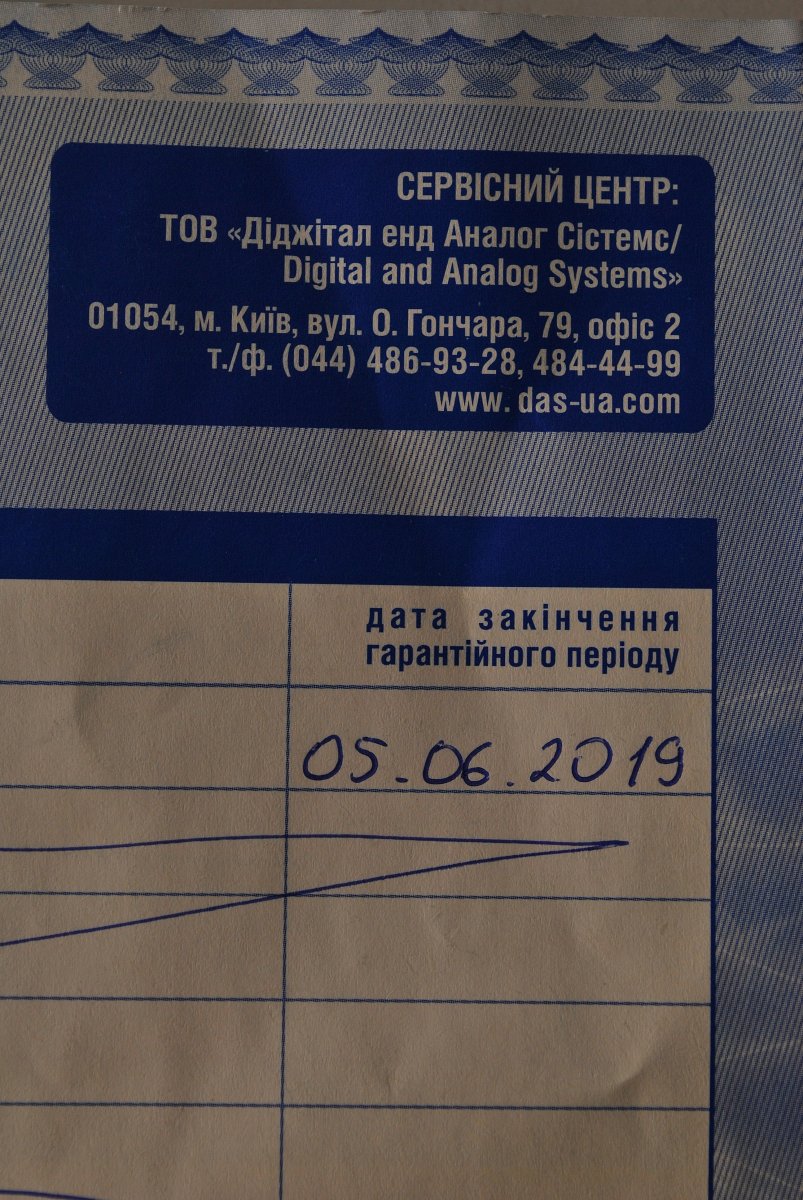 СЕРВІСНИЙ ЦЕНТР:
ТОВ «Діджітал енд Аналог Сістемс/
Digital and Analog Systems»
01054, м. Київ, вул. О. Гончара, 79, офіс 2
т./ф. (044) 486-93-28, 484-44-99
www. das-ua.com
дата закінчення
гарантійного періоду
05.06.2019